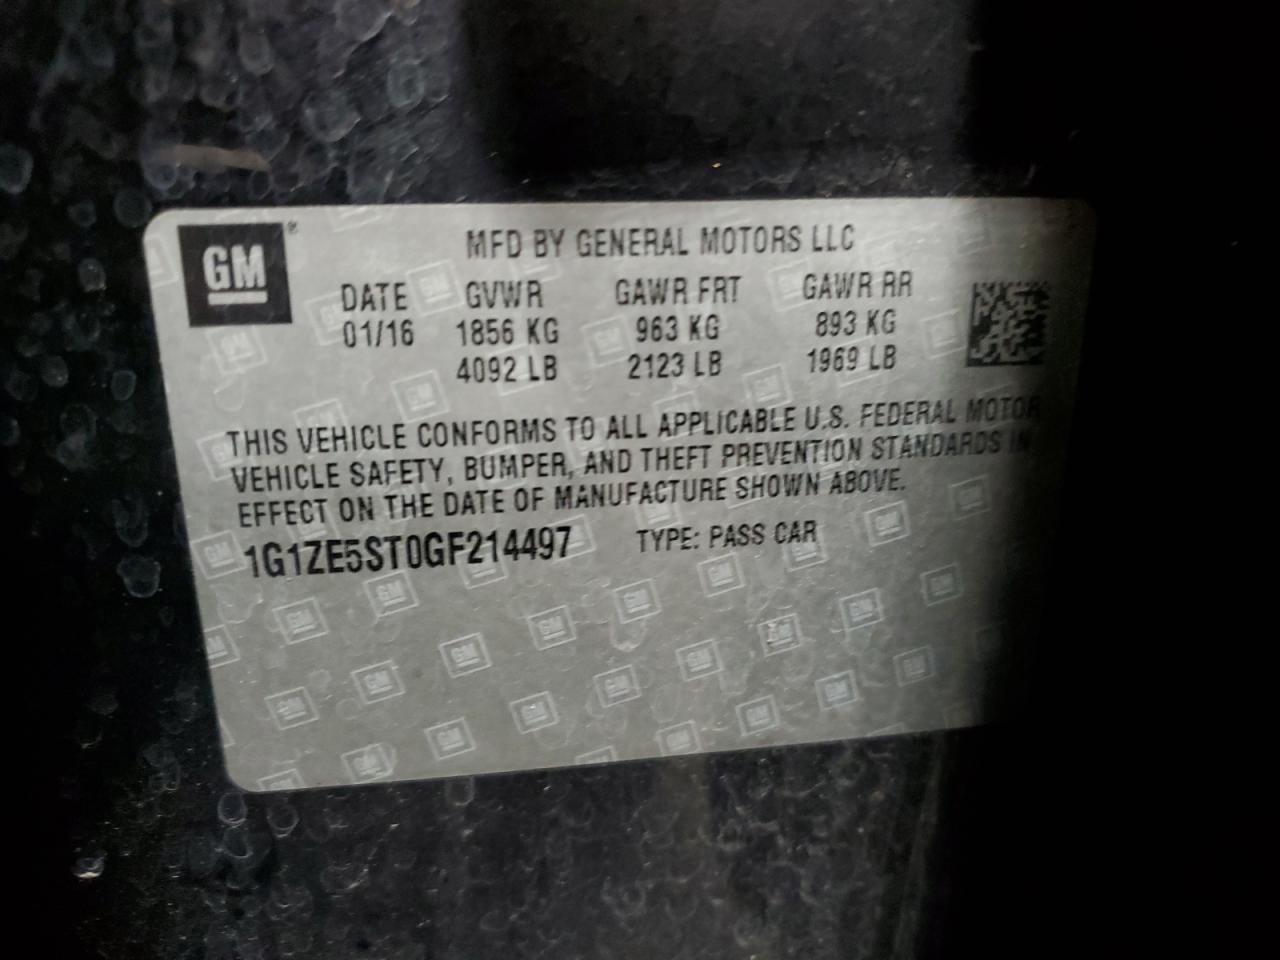 GM ® MFD BY GENERAL MOTORS LLC
DATE GVWR GAWR FRT GAWR RR
01/16 1856 KG 963 KG 893 KG
4092 LB 2123 LB 1969 LB
THIS VEHICLE CONFORMS TO ALL APPLICABLE U.S. FEDERAL MOTOR
VEHICLE SAFETY, BUMPER, AND THEFT PREVENTION STANDARDS IN
EFFECT ON THE DATE OF MANUFACTURE SHOWN ABOVE.
1G1ZE5ST0GF214497 TYPE: PASS CAR